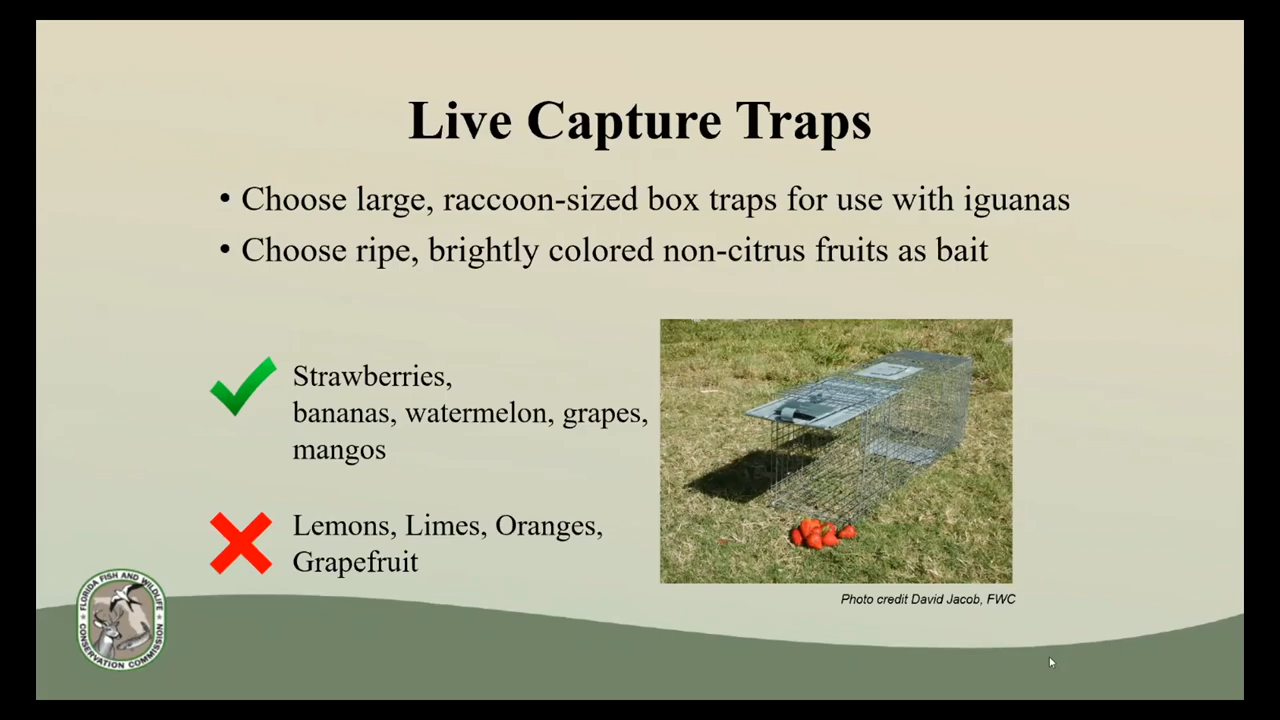 Live Capture Traps
• Choose large, raccoon-sized box traps for use with iguanas
• Choose ripe, brightly colored non-citrus fruits as bait
Strawberries,
bananas, watermelon, grapes,
mangos
Lemons, Limes, Oranges,
Grapefruit
Photo credit David Jacob, FWC
FLORIDA FISH AND WILDLIFE
CONSERVATION COMMISSION